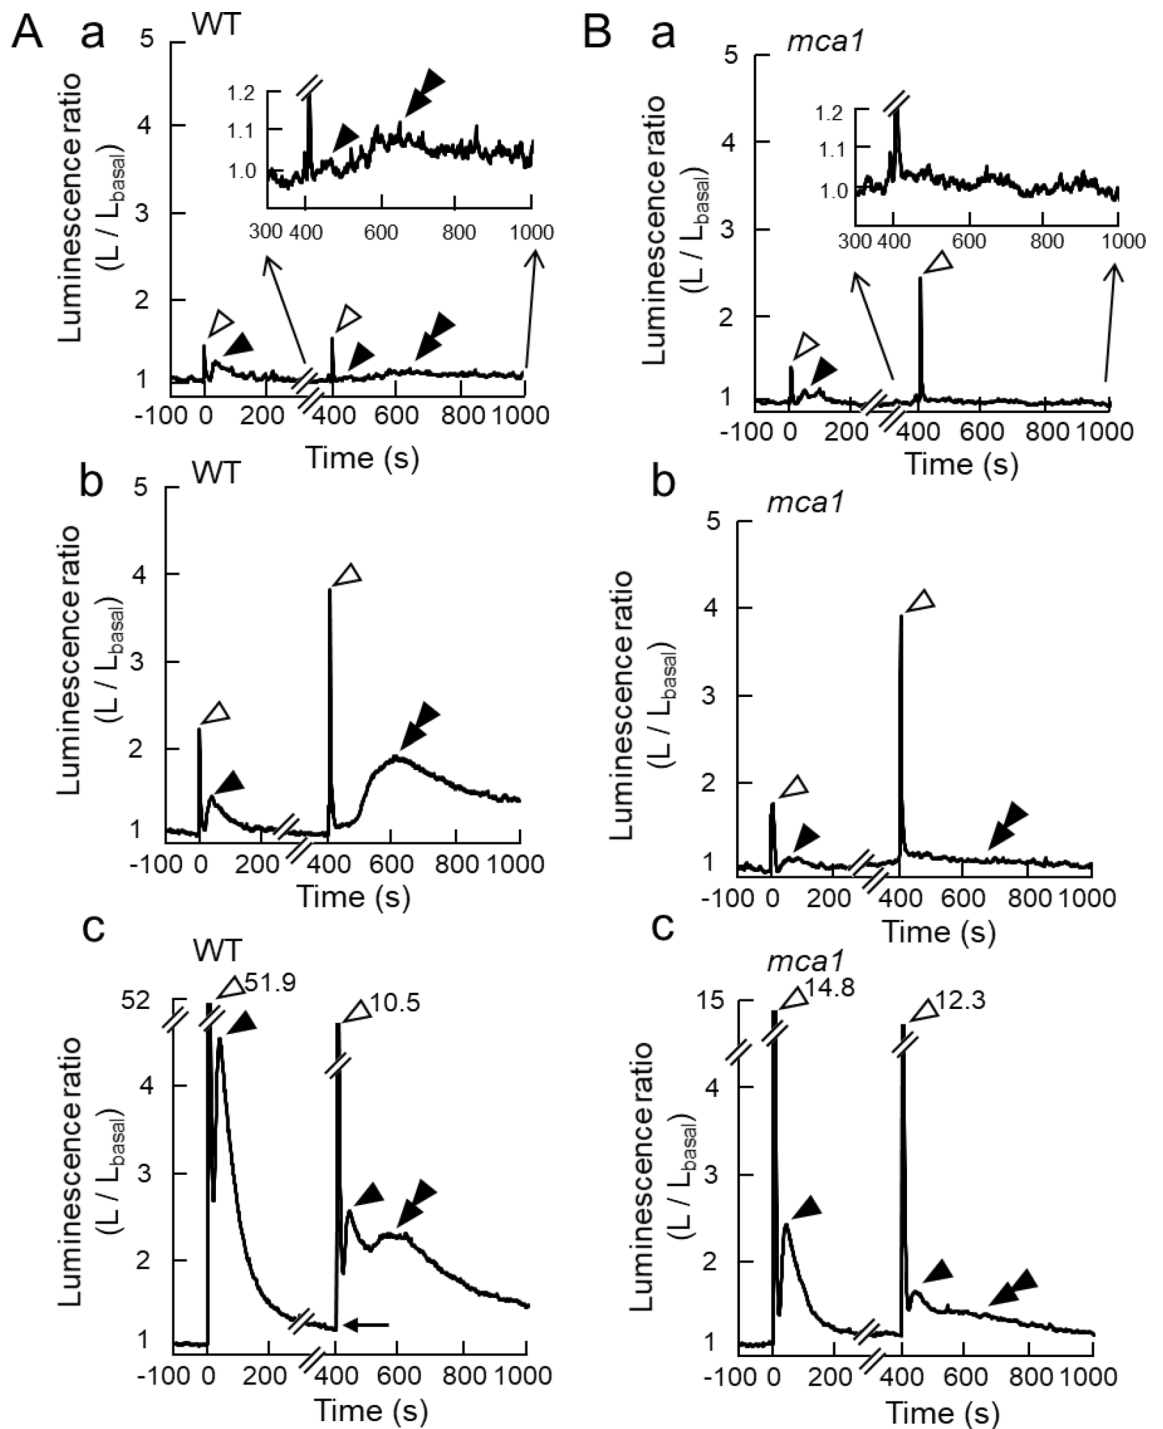 A a WT
5
4
3
2
1
Luminescence ratio
(L / Lbasal)
1.2
1.1
1.0
300 400 600 800 1000
-100 0 200 400 600 800 1000
Time (s)
b WT
5
4
3
2
1
Luminescence ratio
(L / Lbasal)
-100 0 200 400 600 800 1000
Time (s)
c WT
52
4
3
2
1
51.9
10.5
Luminescence ratio
(L / Lbasal)
-100 0 200 400 600 800 1000
Time (s)
B a mca1
5
4
3
2
1
Luminescence ratio
(L / Lbasal)
1.2
1.1
1.0
300 400 600 800 1000
-100 0 200 400 600 800 1000
Time (s)
b mca1
5
4
3
2
1
Luminescence ratio
(L / Lbasal)
-100 0 200 400 600 800 1000
Time (s)
c mca1
15
4
3
2
1
14.8
12.3
Luminescence ratio
(L / Lbasal)
-100 0 200 400 600 800 1000
Time (s)